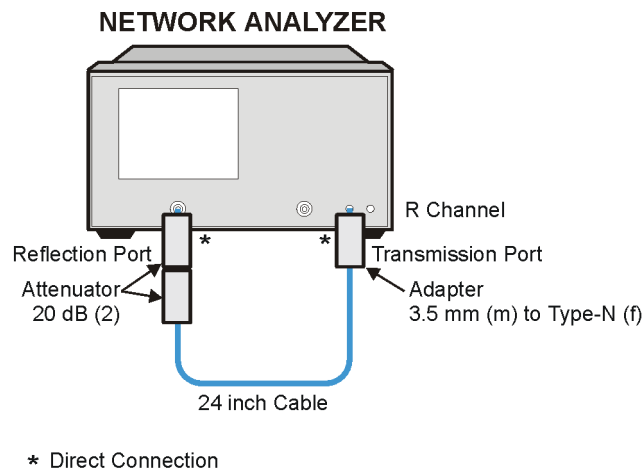 NETWORK ANALYZER
R Channel
*
*
Reflection Port
Transmission Port
Attenuator
20 dB (2)
Adapter
3.5 mm (m) to Type-N (f)
24 inch Cable
* Direct Connection